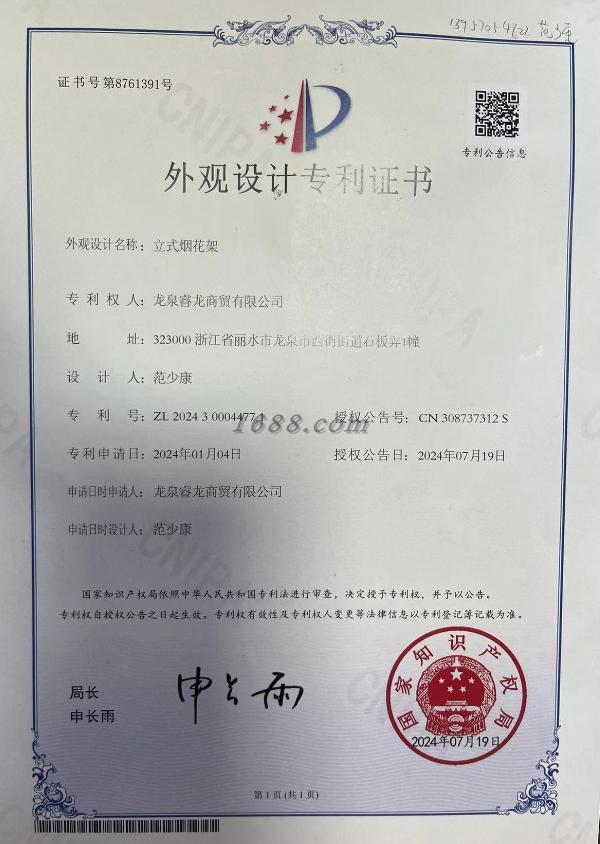 证书号第8761391号
专利公告信息
外观设计专利证书
外观设计名称：立式烟花架
专利权人：龙泉睿龙商贸有限公司
地址：323000 浙江省丽水市龙泉市西街街道石板弄1幢
设计人：范少康
专利号：ZL 2024 3 0004477.1 授权公告号：CN 308737312 S
1688.com
专利申请日：2024年01月04日 授权公告日：2024年07月19日
申请日时申请人：龙泉睿龙商贸有限公司
申请日时设计人：范少康
国家知识产权局依照中华人民共和国专利法进行审查，决定授予专利权，并予以公告。
专利权自授权公告之日起生效。专利权有效性及专利权人变更等法律信息以专利登记簿记载为准。
局长
申长雨
申长雨
国家知识产权局
2024年07月19日
第1页(共1页)